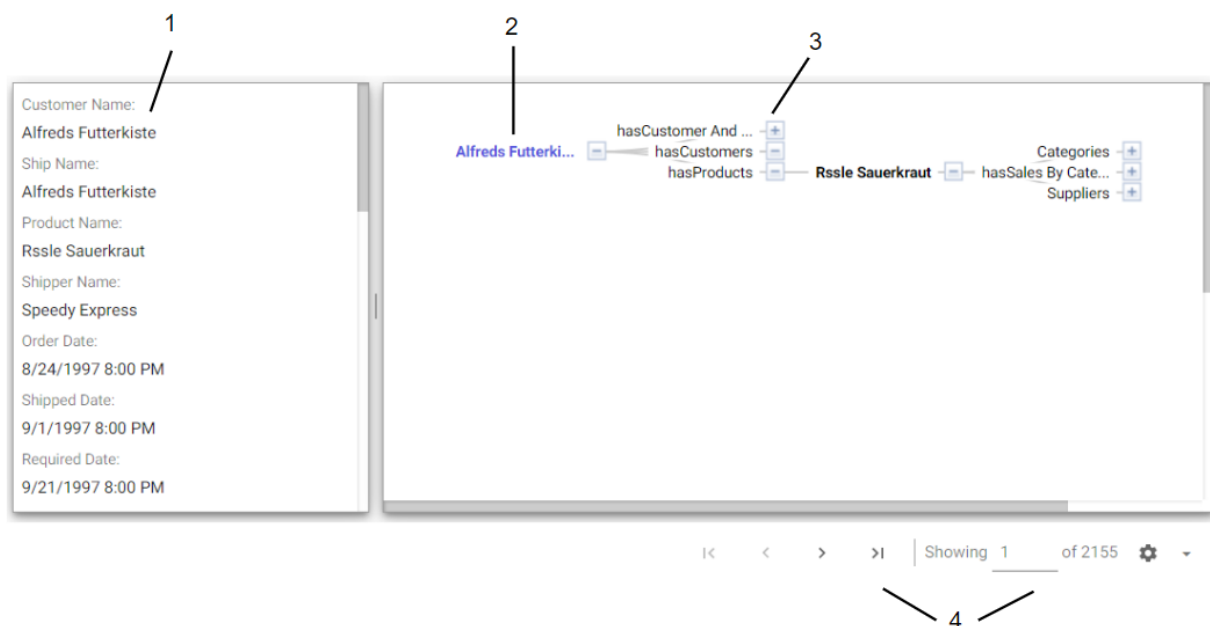 1
2
3
Customer Name:
Alfreds Futterkiste
Ship Name:
Alfreds Futterkiste
Product Name:
Rssle Sauerkraut
Shipper Name:
Speedy Express
Order Date:
8/24/1997 8:00 PM
Shipped Date:
9/1/1997 8:00 PM
Required Date:
9/21/1997 8:00 PM
hasCustomer And ...
Alfreds Futterki... hasCustomers Categories
hasProducts Rssle Sauerkraut hasSales By Cate...
Suppliers
Showing 1 of 2155
4